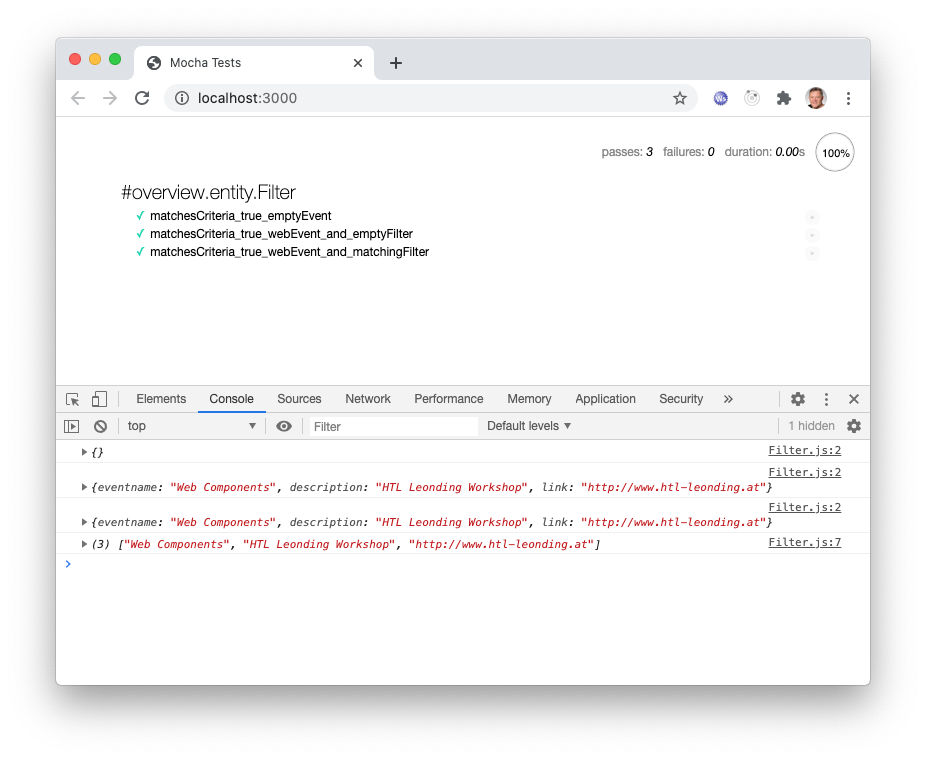 Mocha Tests
localhost:3000
passes: 3 failures: 0 duration: 0.00s 100%
#overview.entity.Filter
✓ matchesCriteria_true_emptyEvent
✓ matchesCriteria_true_webEvent_and_emptyFilter
✓ matchesCriteria_true_webEvent_and_matchingFilter
Elements Console Sources Network Performance Memory Application Security »
top Filter Default levels 1 hidden
{} Filter.js:2
Filter.js:2
{eventname: "Web Components", description: "HTL Leonding Workshop", link: "http://www.htl-leonding.at"}
Filter.js:2
{eventname: "Web Components", description: "HTL Leonding Workshop", link: "http://www.htl-leonding.at"}
(3) ["Web Components", "HTL Leonding Workshop", "http://www.htl-leonding.at"] Filter.js:7